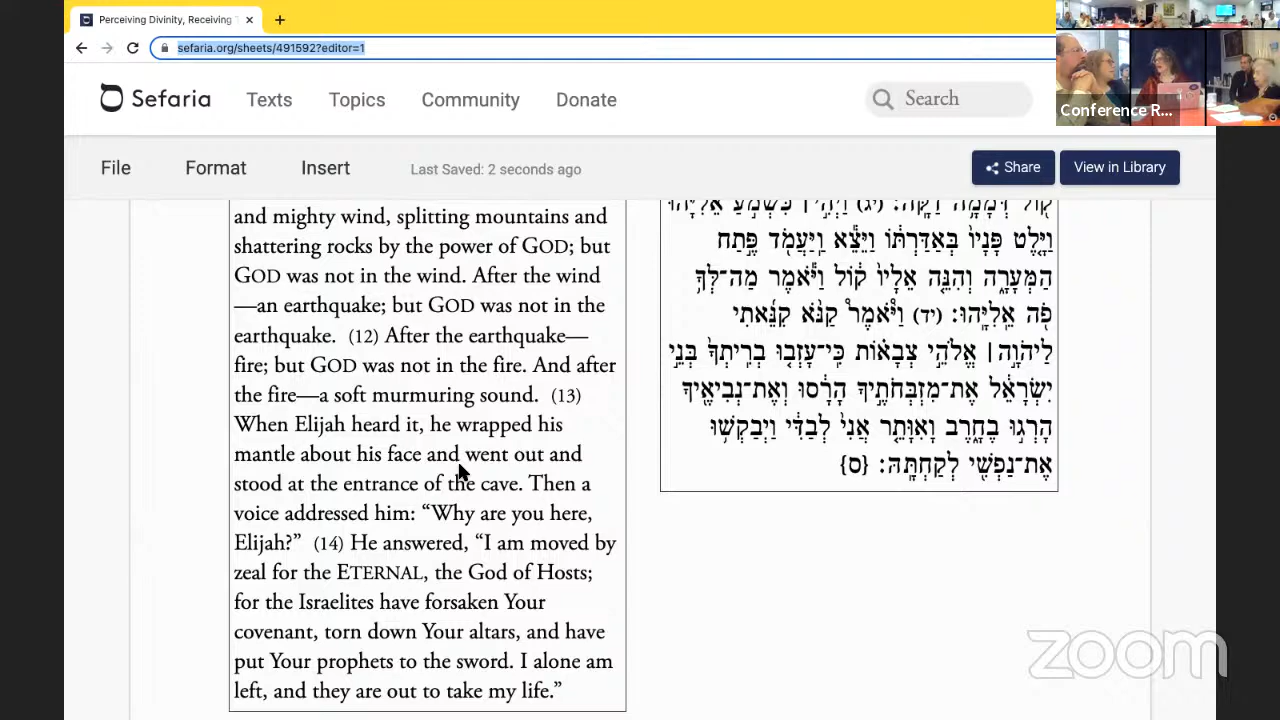 Perceiving Divinity, Receiving
sefaria.org/sheets/491592?editor=1
Sefaria
Texts
Topics
Community
Donate
Search
Conference R...
File
Format
Insert
Last Saved: 2 seconds ago
Share
View in Library
and mighty wind, splitting mountains and
shattering rocks by the power of GOD; but
GOD was not in the wind. After the wind
—an earthquake; but GOD was not in the
earthquake. (12) After the earthquake—
fire; but GOD was not in the fire. And after
the fire—a soft murmuring sound. (13)
When Elijah heard it, he wrapped his
mantle about his face and went out and
stood at the entrance of the cave. Then a
voice addressed him: “Why are you here,
Elijah?” (14) He answered, “I am moved by
zeal for the ETERNAL, the God of Hosts;
for the Israelites have forsaken Your
covenant, torn down Your altars, and have
put Your prophets to the sword. I alone am
left, and they are out to take my life.”
ק֖וֹל דְּמָמָ֥ה דַקָּֽה׃ (יג) וַיְהִ֣י ׀ כִּשְׁמֹ֣עַ אֵלִיָּ֗הוּ
וַיָּ֤לֶט פָּנָיו֙ בְּאַדַּרְתּ֔וֹ וַיֵּצֵ֕א וַֽיַּעֲמֹ֖ד פֶּ֣תַח
הַמְּעָרָ֑ה וְהִנֵּ֤ה אֵלָיו֙ ק֔וֹל וַיֹּ֕אמֶר מַה־לְּךָ֥
פֹ֖ה אֵלִיָּֽהוּ׃ (יד) וַיֹּ֩אמֶר֩ קַנֹּ֨א קִנֵּ֜אתִי
לַיהֹוָ֣ה ׀ אֱלֹהֵ֣י צְבָא֗וֹת כִּֽי־עָזְב֤וּ בְרִֽיתְךָ֙ בְּנֵ֣י
יִשְׂרָאֵ֔ל אֶת־מִזְבְּחֹתֶ֣יךָ הָרָ֔סוּ וְאֶת־נְבִיאֶ֖יךָ
הָרְג֣וּ בֶחָ֑רֶב וָאִוָּתֵ֤ר אֲנִי֙ לְבַדִּ֔י וַיְבַקְשׁ֥וּ
אֶת־נַפְשִׁ֖י לְקַחְתָּֽהּ׃ {ס}
zoom